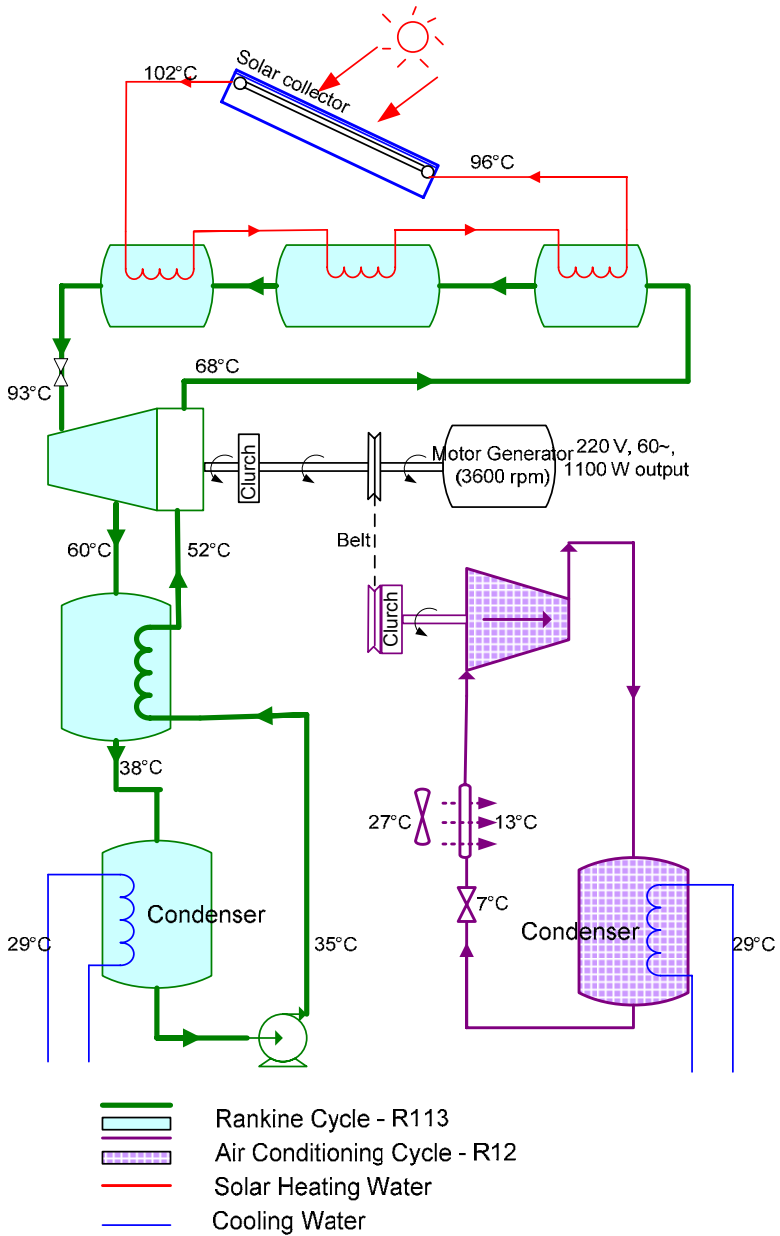 102°C
Solar collector
96°C
68°C
93°C
Clurch
Motor Generator
(3600 rpm)
220 V, 60~,
1100 W output
60°C
52°C
Belt
Clurch
38°C
27°C
13°C
7°C
Condenser
29°C
35°C
Condenser
29°C
Rankine Cycle - R113
Air Conditioning Cycle - R12
Solar Heating Water
Cooling Water